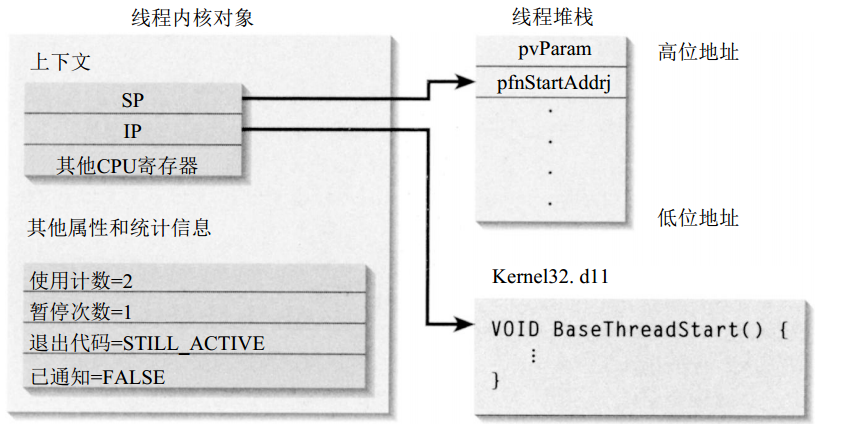 线程内核对象
上下文
SP
IP
其他CPU寄存器
其他属性和统计信息
使用计数=2
暂停次数=1
退出代码=STILL_ACTIVE
已通知=FALSE
线程堆栈
pvParam
pfnStartAddrj
高位地址
低位地址
Kernel32. d11
VOID BaseThreadStart() {
⋮
}